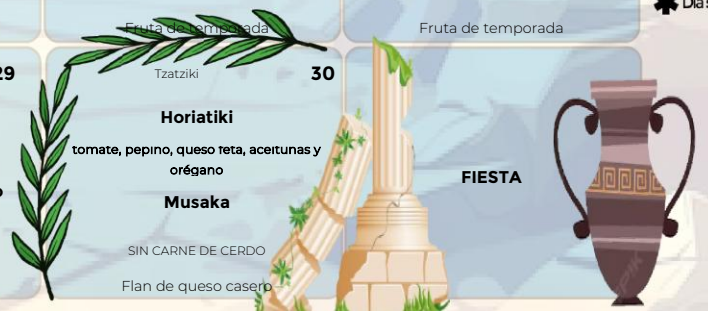 Fruta de temporada
Fruta de temporada
Día
29
Tzatziki
30
Horiatiki
tomate, pepino, queso feta, aceitunas y
orégano
FIESTA
Musaka
SIN CARNE DE CERDO
Flan de queso casero